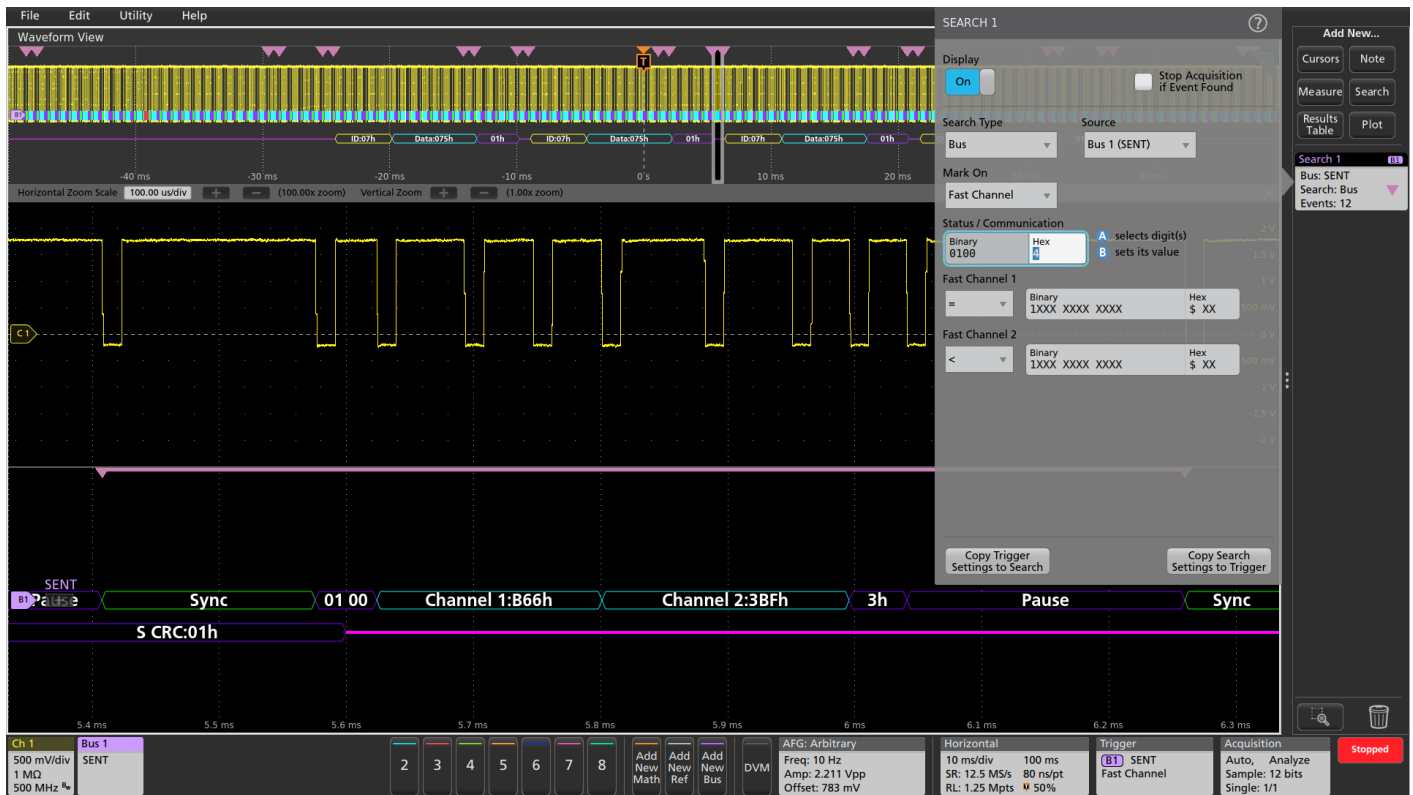 File Edit Utility Help
Waveform View
T
B1
ID:07h Data:075h 01h ID:07h Data:075h 01h ID:07h Data:075h 01h
-40 ms -30 ms -20 ms -10 ms 0 s 10 ms 20 ms
Horizontal Zoom Scale 100.00 us/div + — (100.00x zoom) Vertical Zoom + — (1.00x zoom)
C1
2 V
1.5 V
1 V
500 mV
0 V
-500 mV
-1 V
-1.5 V
-2 V
SENT
B1 Pause Sync 01 00 Channel 1:B66h Channel 2:3BFh 3h Pause Sync
S CRC:01h
5.4 ms 5.5 ms 5.6 ms 5.7 ms 5.8 ms 5.9 ms 6 ms 6.1 ms 6.2 ms 6.3 ms
SEARCH 1 ?
Display
On
Stop Acquisition
if Event Found
Search Type Source
Bus Bus 1 (SENT)
Mark On
Fast Channel
Status / Communication
Binary Hex
0100 4
A selects digit(s)
B sets its value
Fast Channel 1
=
Binary Hex
1XXX XXXX XXXX $ XX
Fast Channel 2
<
Binary Hex
1XXX XXXX XXXX $ XX
Copy Trigger
Settings to Search
Copy Search
Settings to Trigger
Add New...
Cursors Note
Measure Search
Results
Table
Plot
Search 1 B1
Bus: SENT
Search: Bus
Events: 12
Ch 1
500 mV/div
1 MΩ
500 MHz Bw
Bus 1
SENT
2 3 4 5 6 7 8
Add
New
Math
Add
New
Ref
Add
New
Bus
DVM
AFG: Arbitrary
Freq: 10 Hz
Amp: 2.211 Vpp
Offset: 783 mV
Horizontal
10 ms/div 100 ms
SR: 12.5 MS/s 80 ns/pt
RL: 1.25 Mpts 50%
Trigger
B1 SENT
Fast Channel
Acquisition
Auto, Analyze
Sample: 12 bits
Single: 1/1
Stopped